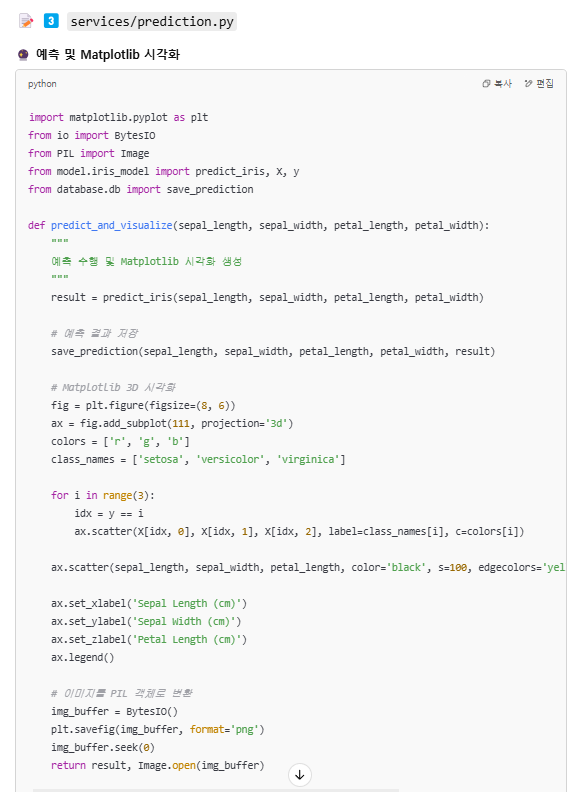 3 services/prediction.py
예측 및 Matplotlib 시각화
python 복사 편집
import matplotlib.pyplot as plt
from io import BytesIO
from PIL import Image
from model.iris_model import predict_iris, X, y
from database.db import save_prediction
def predict_and_visualize(sepal_length, sepal_width, petal_length, petal_width):
    """
    예측 수행 및 Matplotlib 시각화 생성
    """
    result = predict_iris(sepal_length, sepal_width, petal_length, petal_width)
    # 예측 결과 저장
    save_prediction(sepal_length, sepal_width, petal_length, petal_width, result)
    # Matplotlib 3D 시각화
    fig = plt.figure(figsize=(8, 6))
    ax = fig.add_subplot(111, projection='3d')
    colors = ['r', 'g', 'b']
    class_names = ['setosa', 'versicolor', 'virginica']
    for i in range(3):
        idx = y == i
        ax.scatter(X[idx, 0], X[idx, 1], X[idx, 2], label=class_names[i], c=colors[i])
    ax.scatter(sepal_length, sepal_width, petal_length, color='black', s=100, edgecolors='yel
    ax.set_xlabel('Sepal Length (cm)')
    ax.set_ylabel('Sepal Width (cm)')
    ax.set_zlabel('Petal Length (cm)')
    ax.legend()
    # 이미지를 PIL 객체로 변환
    img_buffer = BytesIO()
    plt.savefig(img_buffer, format='png')
    img_buffer.seek(0)
    return result, Image.open(img_buffer)